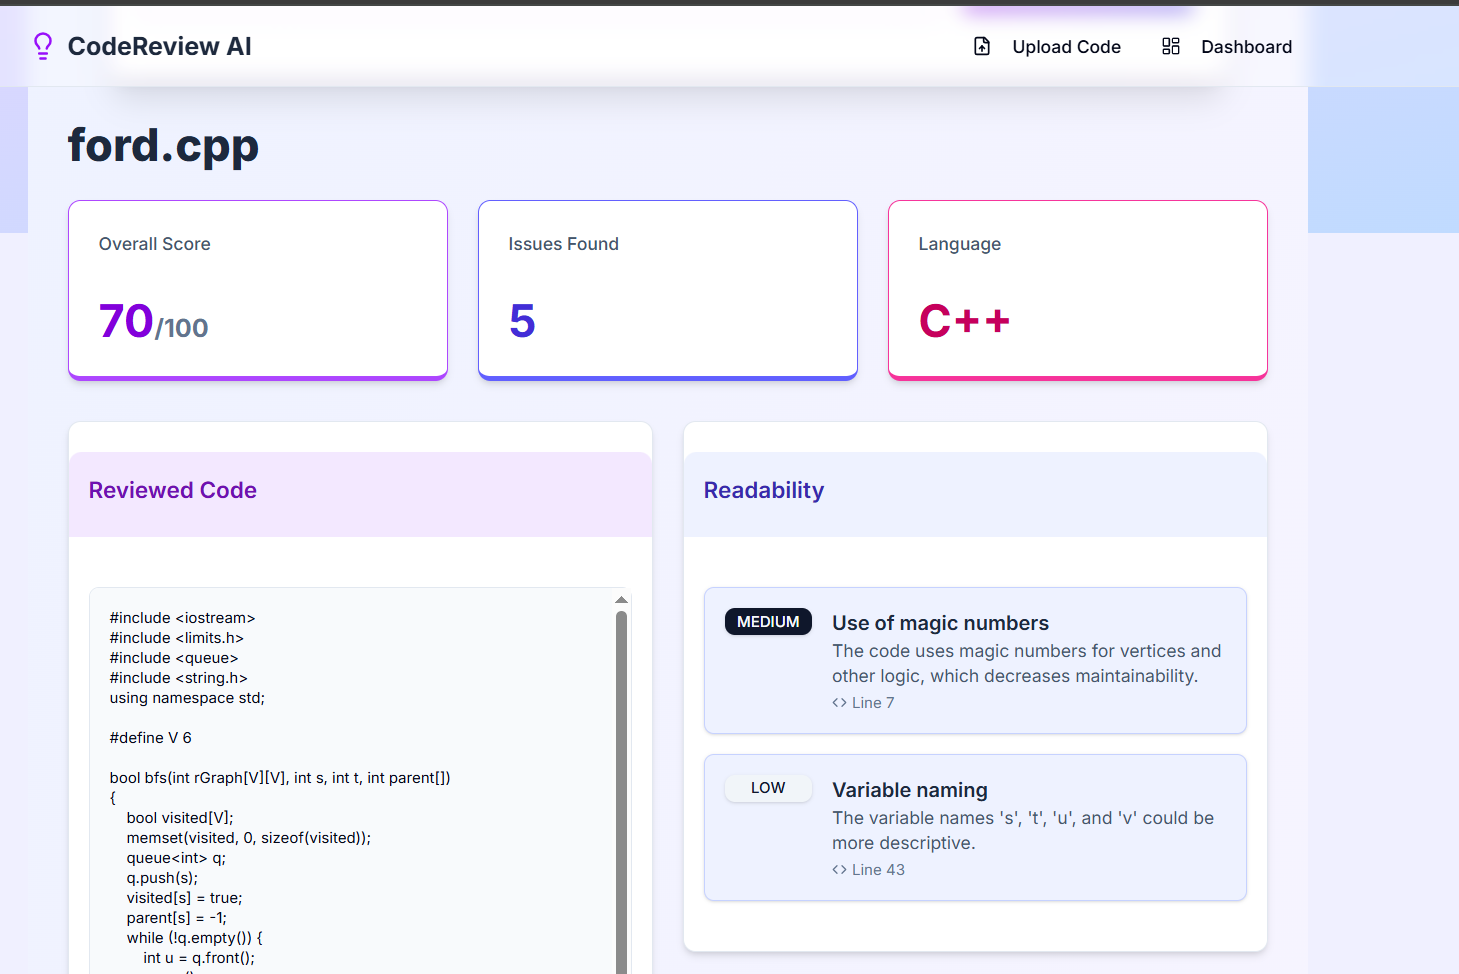 CodeReview AI
Upload Code
Dashboard
ford.cpp
Overall Score
70/100
Issues Found
5
Language
C++
Reviewed Code
#include <iostream>
#include <limits.h>
#include <queue>
#include <string.h>
using namespace std;
#define V 6
bool bfs(int rGraph[V][V], int s, int t, int parent[])
{
bool visited[V];
memset(visited, 0, sizeof(visited));
queue<int> q;
q.push(s);
visited[s] = true;
parent[s] = -1;
while (!q.empty()) {
int u = q.front();
Readability
MEDIUM
Use of magic numbers
The code uses magic numbers for vertices and
other logic, which decreases maintainability.
<> Line 7
LOW
Variable naming
The variable names 's', 't', 'u', and 'v' could be
more descriptive.
<> Line 43